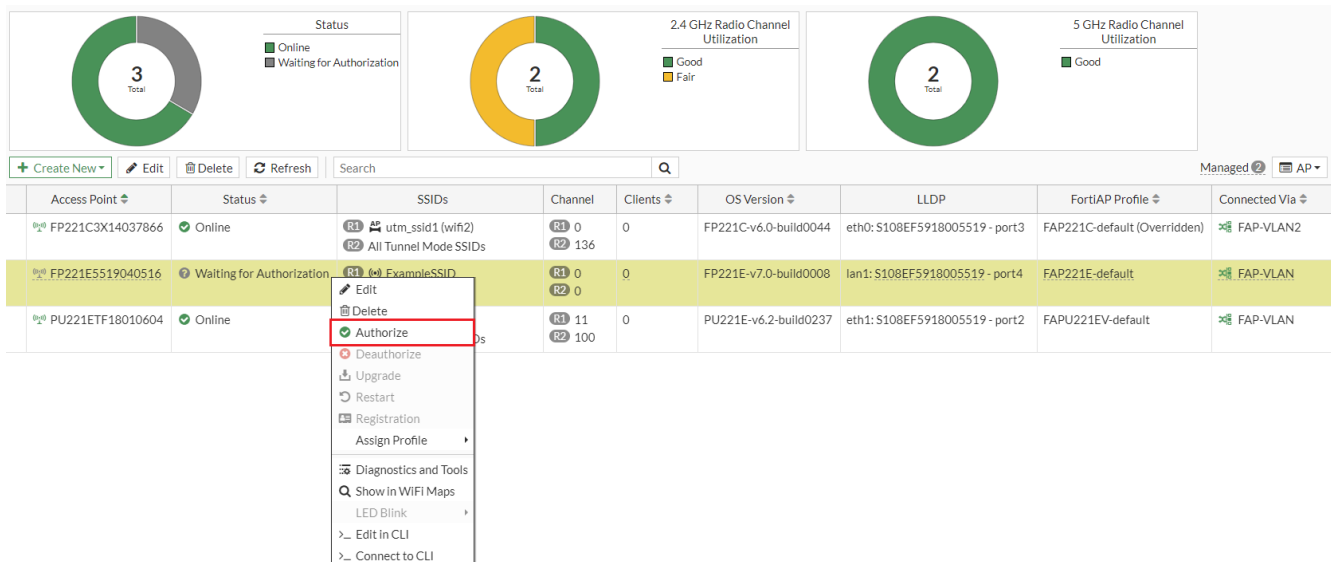 Status
Online
Waiting for Authorization
3
Total
2.4 GHz Radio Channel
Utilization
Good
Fair
2
Total
5 GHz Radio Channel
Utilization
Good
2
Total
+ Create New Edit Delete Refresh Search Managed 2 AP
Access Point Status SSIDs Channel Clients OS Version LLDP FortiAP Profile Connected Via
FP221C3X14037866 Online R1 AP utm_ssid1 (wifi2) R1 0 0 FP221C-v6.0-build0044 eth0: S108EF5918005519 - port3 FAP221C-default (Overridden) FAP-VLAN2
R2 All Tunnel Mode SSIDs R2 136
FP221E5519040516 Waiting for Authorization R1 ExampleSSID R1 0 0 FP221E-v7.0-build0008 lan1: S108EF5918005519 - port4 FAP221E-default FAP-VLAN
R2 0
PU221ETF18010604 Online R1 11 0 PU221E-v6.2-build0237 eth1: S108EF5918005519 - port2 FAPU221EV-default FAP-VLAN
Ds R2 100
Edit
Delete
Authorize
Deauthorize
Upgrade
Restart
Registration
Assign Profile
Diagnostics and Tools
Show in WiFi Maps
LED Blink
>_ Edit in CLI
>_ Connect to CLI